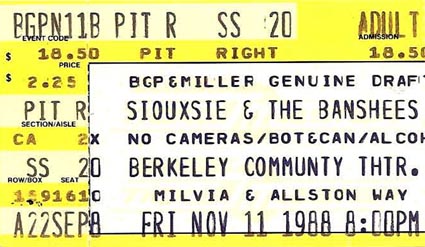 BGPN11B PIT R SS 20 ADULT
EVENT CODE ADMISSION
$ 18.50 PIT RIGHT 18.50
PRICE
$ 2.25 BGP&MILLER GENUINE DRAFT
PIT R SIOUXSIE & THE BANSHEES
SECTION/AISLE
CA 2X NO CAMERAS/BOT&CAN/ALCOH
SS 20 BERKELEY COMMUNTY THTR.
ROW/BOX SEAT
MILVIA & ALLSTON WAY
A22SEP8 FRI NOV 11 1988 8:00PM